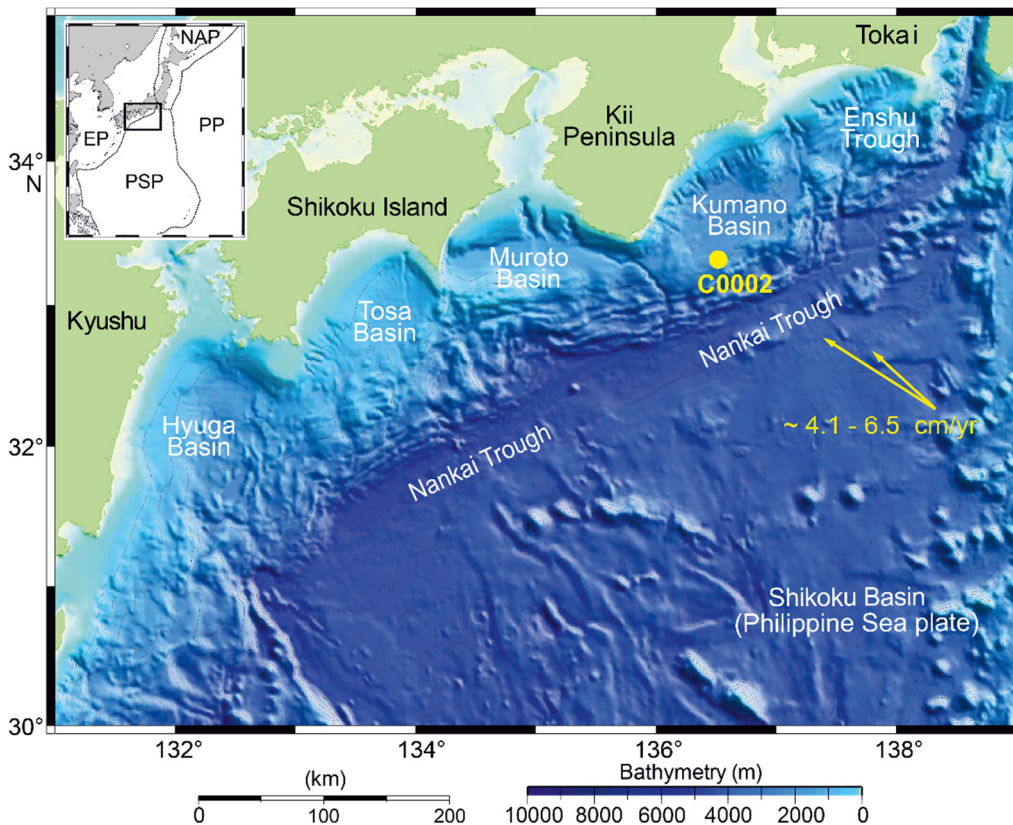 NAP
EP
PP
PSP
Tokai
Kii
Peninsula
Enshu
Trough
34°
N
Shikoku Island
Kumano
Basin
Muroto
Basin
C0002
Tosa
Basin
Kyushu
Nankai Trough
~ 4.1 - 6.5 cm/yr
Hyuga
Basin
32°
Nankai Trough
Shikoku Basin
(Philippine Sea plate)
30°
132°
134°
136°
138°
(km)
0
100
200
Bathymetry (m)
10000
8000
6000
4000
2000
0